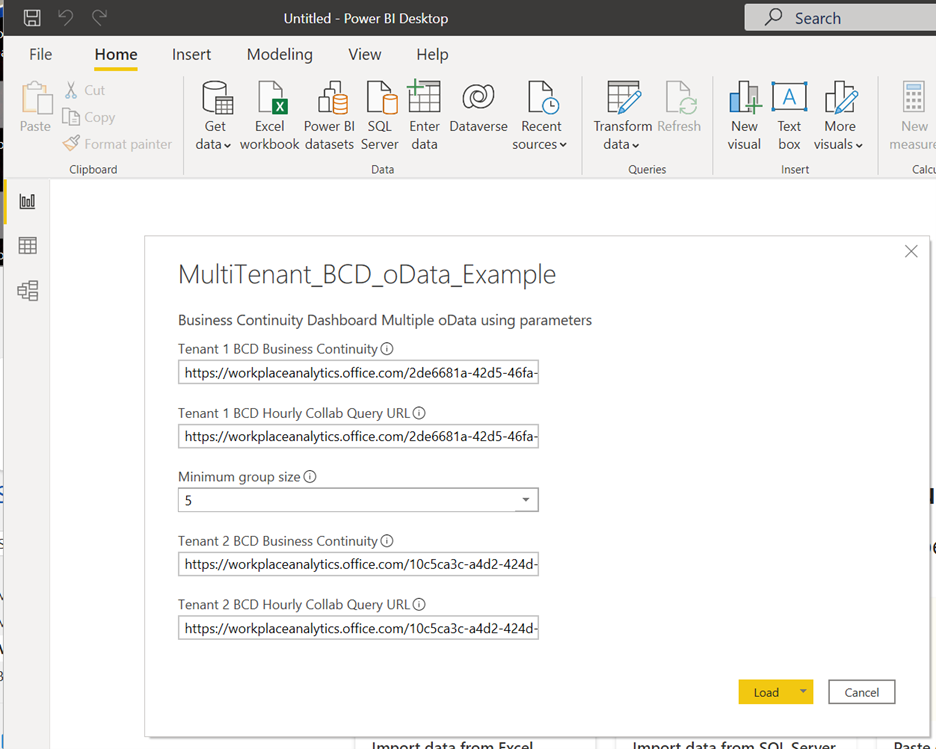 Untitled - Power BI Desktop
Search
File Home Insert Modeling View Help
Paste
Cut
Copy
Format painter
Clipboard
Get data
Excel workbook
Power BI datasets
SQL Server
Enter data
Dataverse
Recent sources
Data
Transform data
Refresh
Queries
New visual
Text box
More visuals
Insert
New
MultiTenant_BCD_oData_Example
Business Continuity Dashboard Multiple oData using parameters
Tenant 1 BCD Business Continuity
https://workplaceanalytics.office.com/2de6681a-42d5-46fa-
Tenant 1 BCD Hourly Collab Query URL
https://workplaceanalytics.office.com/2de6681a-42d5-46fa-
Minimum group size
5
Tenant 2 BCD Business Continuity
https://workplaceanalytics.office.com/10c5ca3c-a4d2-424d-
Tenant 2 BCD Hourly Collab Query URL
https://workplaceanalytics.office.com/10c5ca3c-a4d2-424d-
Load
Cancel
Import data from Excel
Import data from SQL Server
Paste